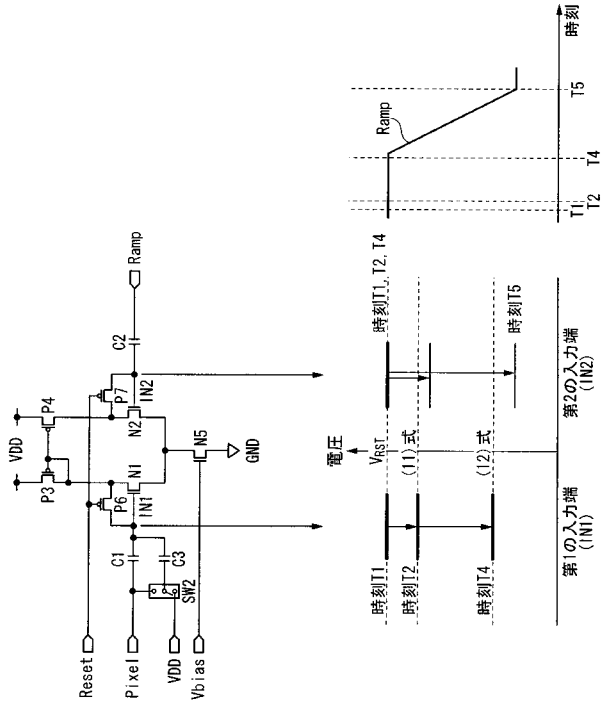 Reset
Pixel
VDD
Vbias
SW2
C1
C3
P6
IN1
N1
P3
VDD
P4
P7
N2
IN2
N5
GND
C2
Ramp
電圧
V_RST
(11)式
(12)式
時刻T1
時刻T2
時刻T4
第1の入力端
(IN1)
時刻T1, T2, T4
時刻T5
第2の入力端
(IN2)
Ramp
T1
T2
T4
T5
時刻